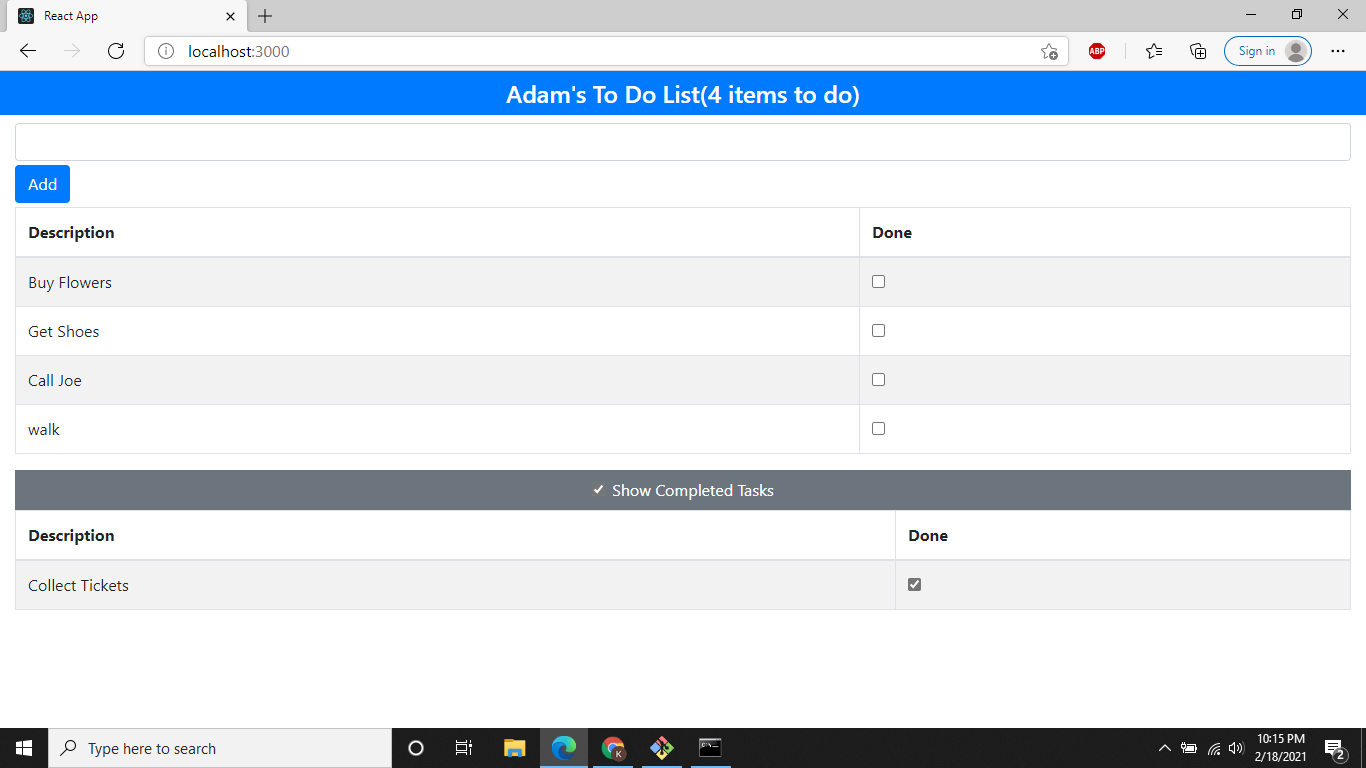 React App
localhost:3000
ABP
Sign in
Adam's To Do List(4 items to do)
Add
Description Done
Buy Flowers
Get Shoes
Call Joe
walk
Show Completed Tasks
Description Done
Collect Tickets
Type here to search
K
10:15 PM
2/18/2021
2